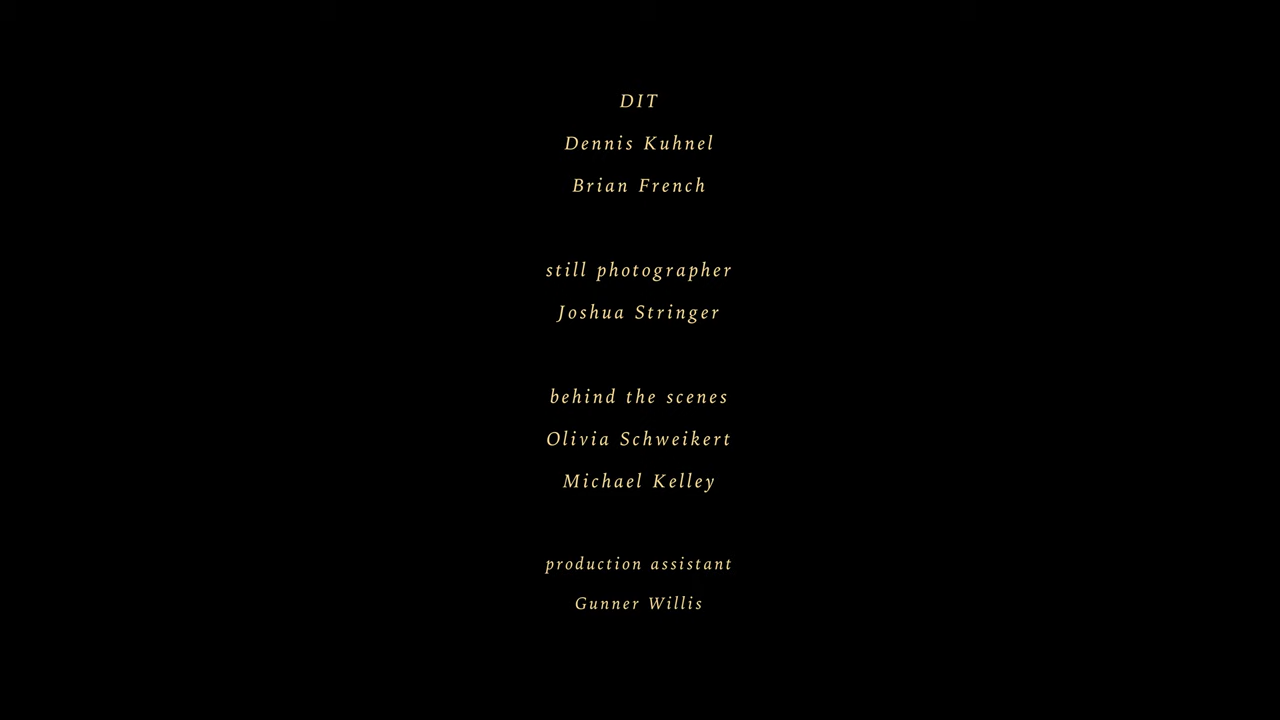 DIT
Dennis Kuhnel
Brian French
still photographer
Joshua Stringer
behind the scenes
Olivia Schweikert
Michael Kelley
production assistant
Gunner Willis